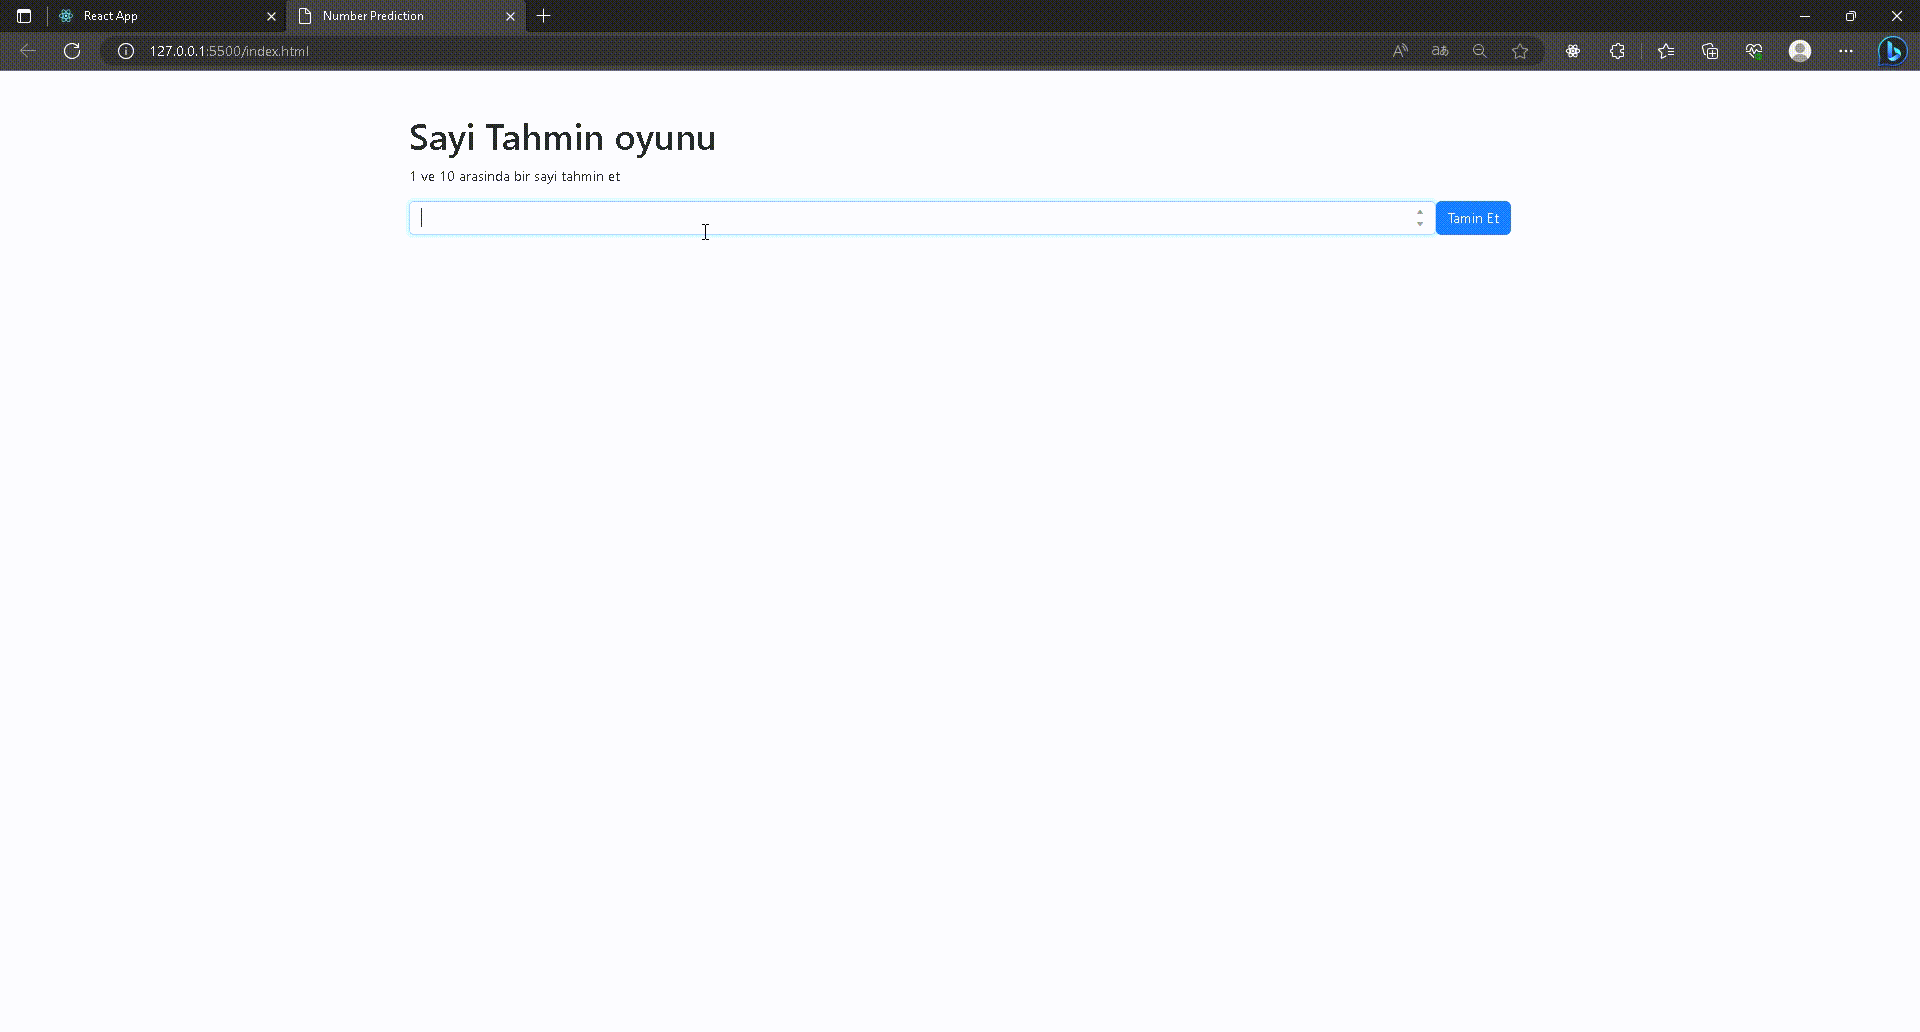 React App
Number Prediction
127.0.0.1:5500/index.html
Sayi Tahmin oyunu
1 ve 10 arasinda bir sayi tahmin et
Tamin Et